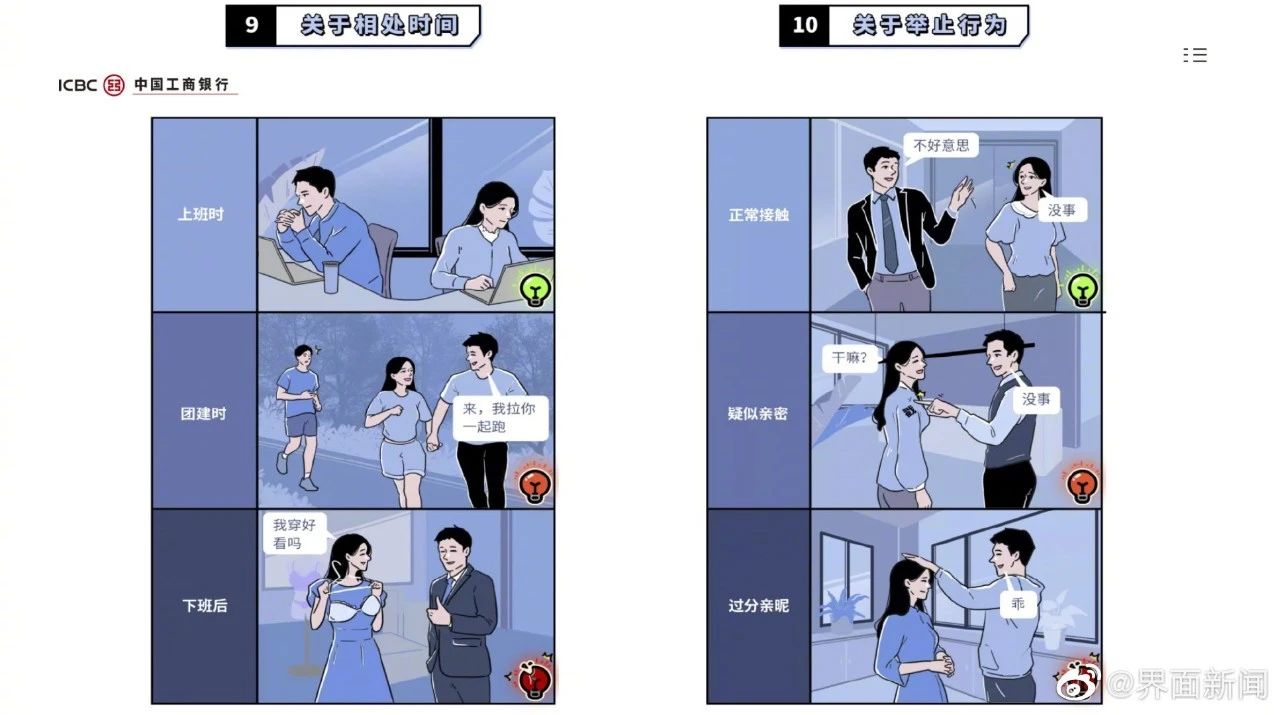 9 关于相处时间
10 关于举止行为
ICBC 中国工商银行
上班时
团建时
来，我拉你
一起跑
下班后
我穿好
看吗
正常接触
不好意思
没事
疑似亲密
干嘛？
没事
过分亲昵
乖
@界面新闻